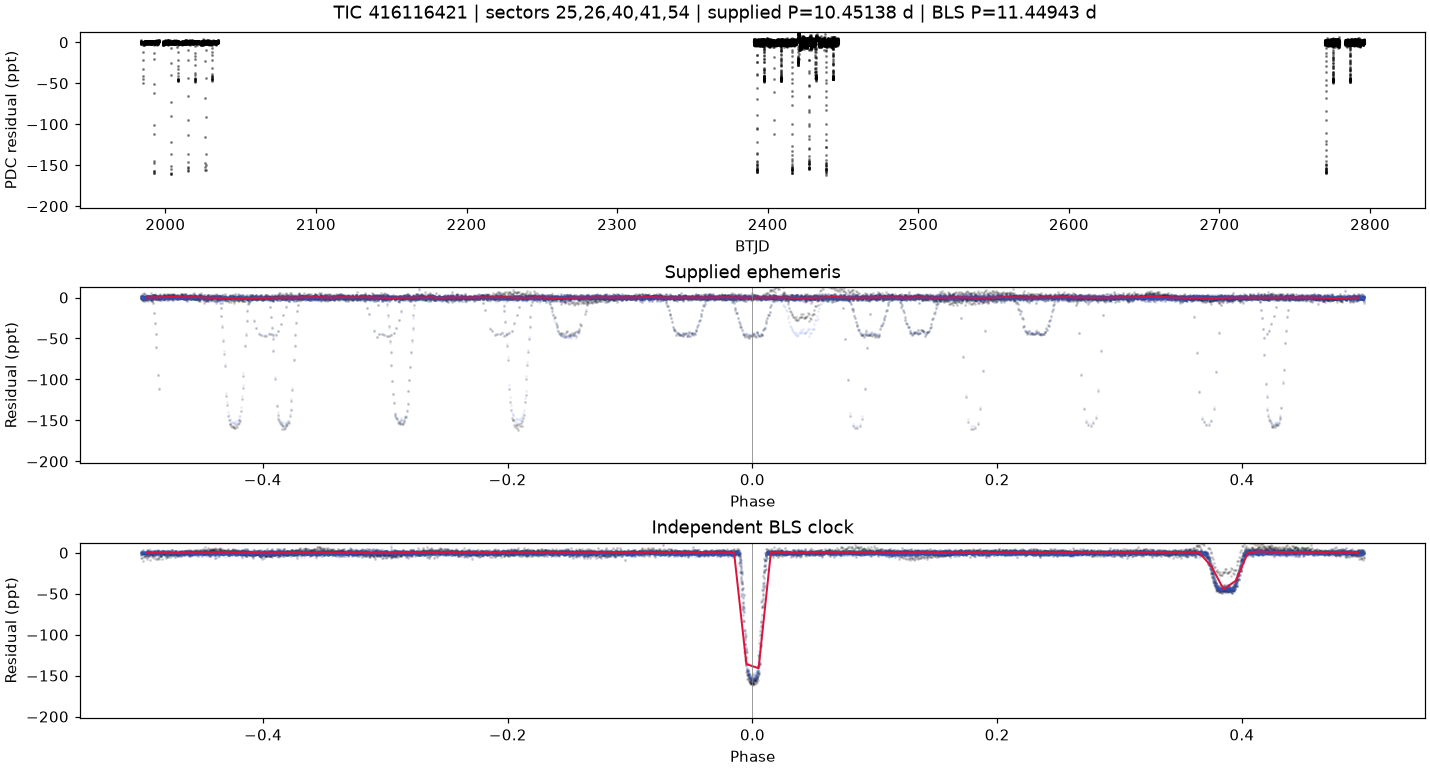 TIC 416116421 | sectors 25,26,40,41,54 | supplied P=10.45138 d | BLS P=11.44943 d
PDC residual (ppt)
0
−50
−100
−150
−200
2000 2100 2200 2300 2400 2500 2600 2700 2800
BTJD
Supplied ephemeris
Residual (ppt)
0
−50
−100
−150
−200
−0.4 −0.2 0.0 0.2 0.4
Phase
Independent BLS clock
Residual (ppt)
0
−50
−100
−150
−200
−0.4 −0.2 0.0 0.2 0.4
Phase